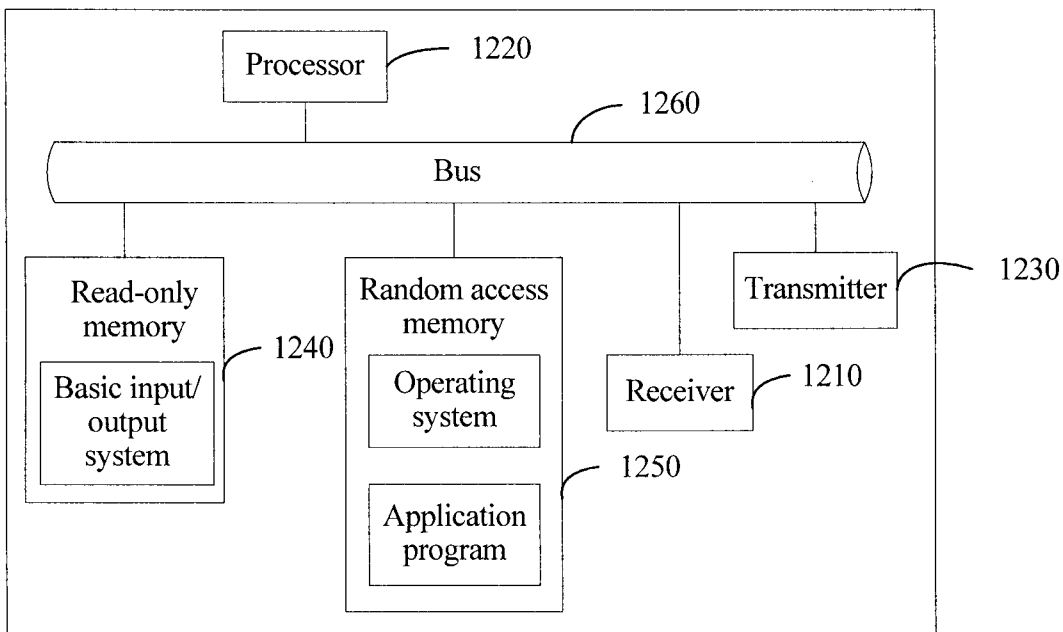 Processor
1220
1260
Bus
Read-only
memory
1240
Basic input/
output
system
Random access
memory
Operating
system
1250
Application
program
Receiver
1210
Transmitter
1230